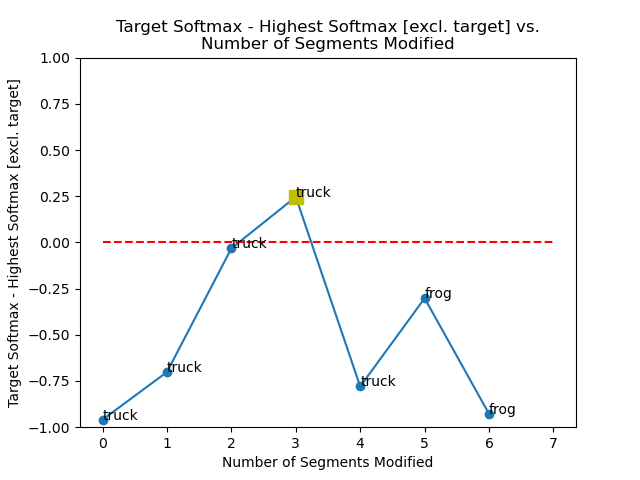 Target Softmax - Highest Softmax [excl. target] vs.
Number of Segments Modified
Target Softmax - Highest Softmax [excl. target]
1.00
0.75
0.50
0.25
0.00
−0.25
−0.50
−0.75
−1.00
truck
truck
truck
truck
truck
frog
frog
0 1 2 3 4 5 6 7
Number of Segments Modified